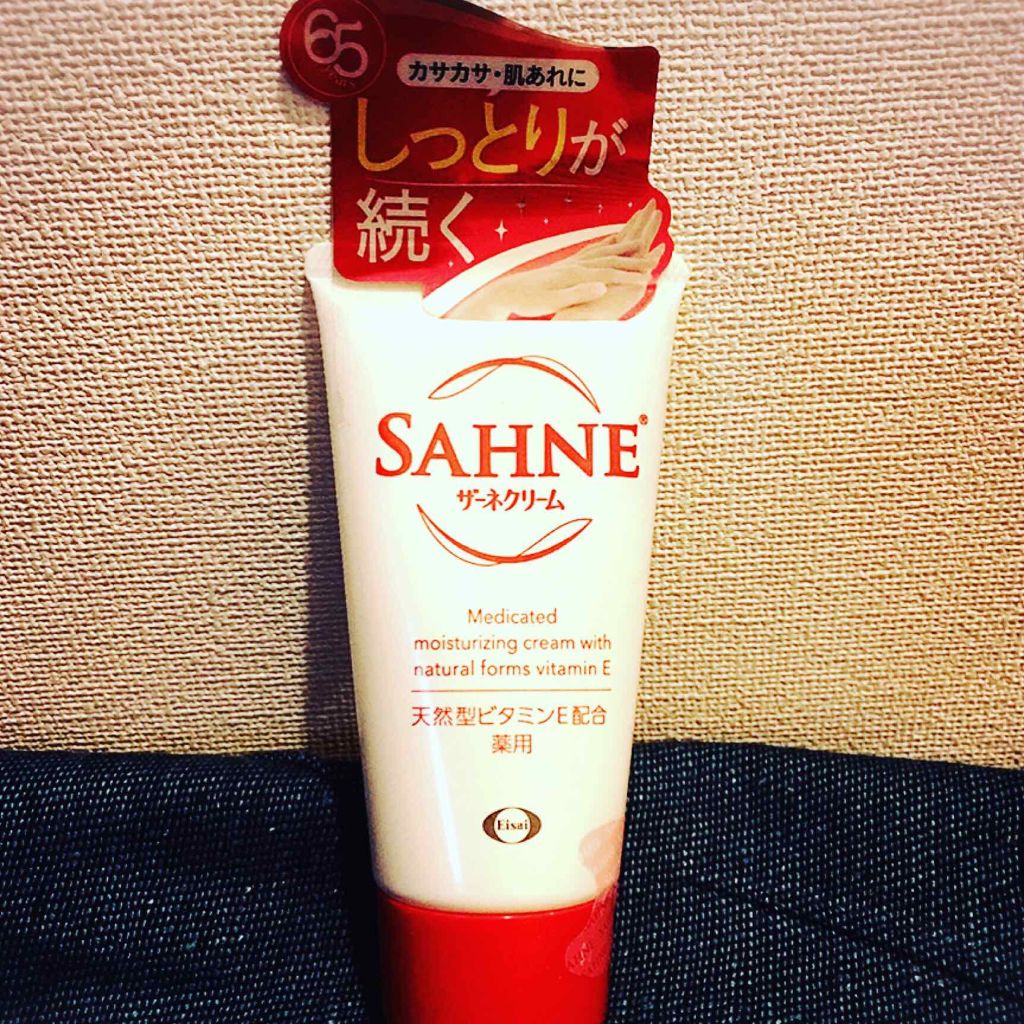 65
YEARS
カサカサ・肌あれに
しっとりが
続く
SAHNE®
ザーネクリーム
Medicated
moisturizing cream with
natural forms vitamin E
天然型ビタミンE配合
薬用
Eisai